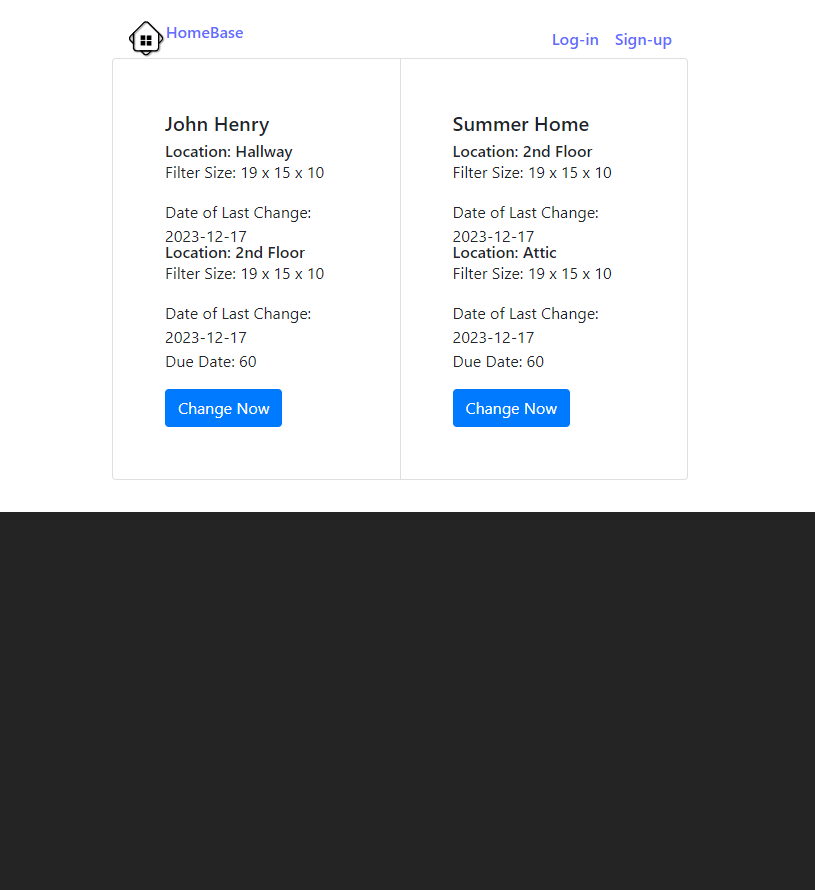 HomeBase
Log-in Sign-up
John Henry
Location: Hallway
Filter Size: 19 x 15 x 10
Date of Last Change:
2023-12-17
Location: 2nd Floor
Filter Size: 19 x 15 x 10
Date of Last Change:
2023-12-17
Due Date: 60
Change Now
Summer Home
Location: 2nd Floor
Filter Size: 19 x 15 x 10
Date of Last Change:
2023-12-17
Location: Attic
Filter Size: 19 x 15 x 10
Date of Last Change:
2023-12-17
Due Date: 60
Change Now